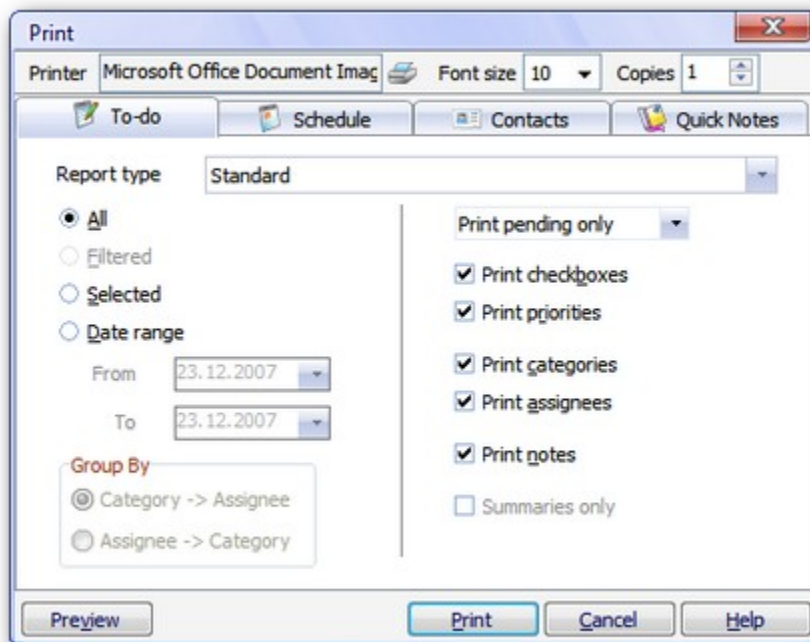 Print
Printer Microsoft Office Document Imag Font size 10 Copies 1
To-do Schedule Contacts Quick Notes
Report type Standard
All Print pending only
Filtered Print checkboxes
Selected Print priorities
Date range
From 23.12.2007 Print categories
To 23.12.2007 Print assignees
Group By Print notes
Category -> Assignee Summaries only
Assignee -> Category
Preview Print Cancel Help